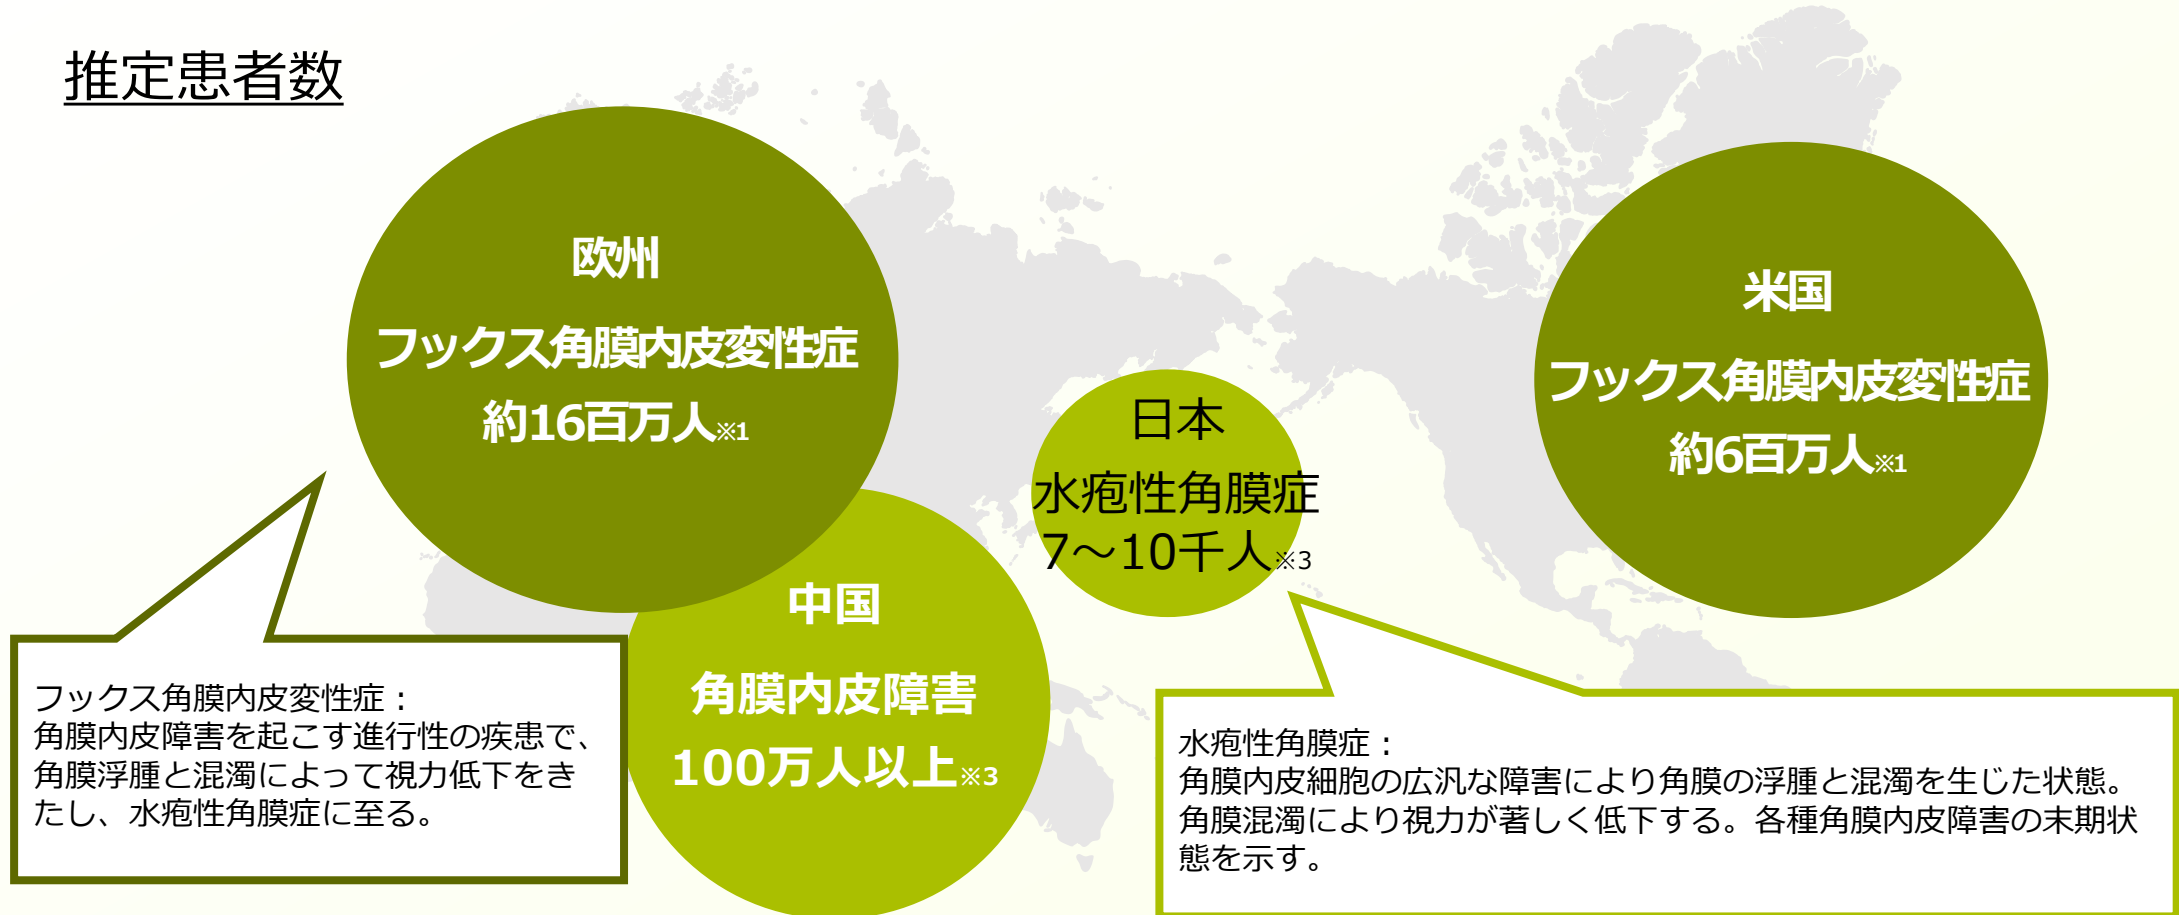 推定患者数
欧州
フックス角膜内皮変性症
約16百万人※1
米国
フックス角膜内皮変性症
約6百万人※1
日本
水疱性角膜症
7～10千人※3
中国
角膜内皮障害
100万人以上※3
フックス角膜内皮変性症：
角膜内皮障害を起こす進行性の疾患で、
角膜浮腫と混濁によって視力低下をき
たし、水疱性角膜症に至る。
水疱性角膜症：
角膜内皮細胞の広汎な障害により角膜の浮腫と混濁を生じた状態。
角膜混濁により視力が著しく低下する。各種角膜内皮障害の末期状
態を示す。